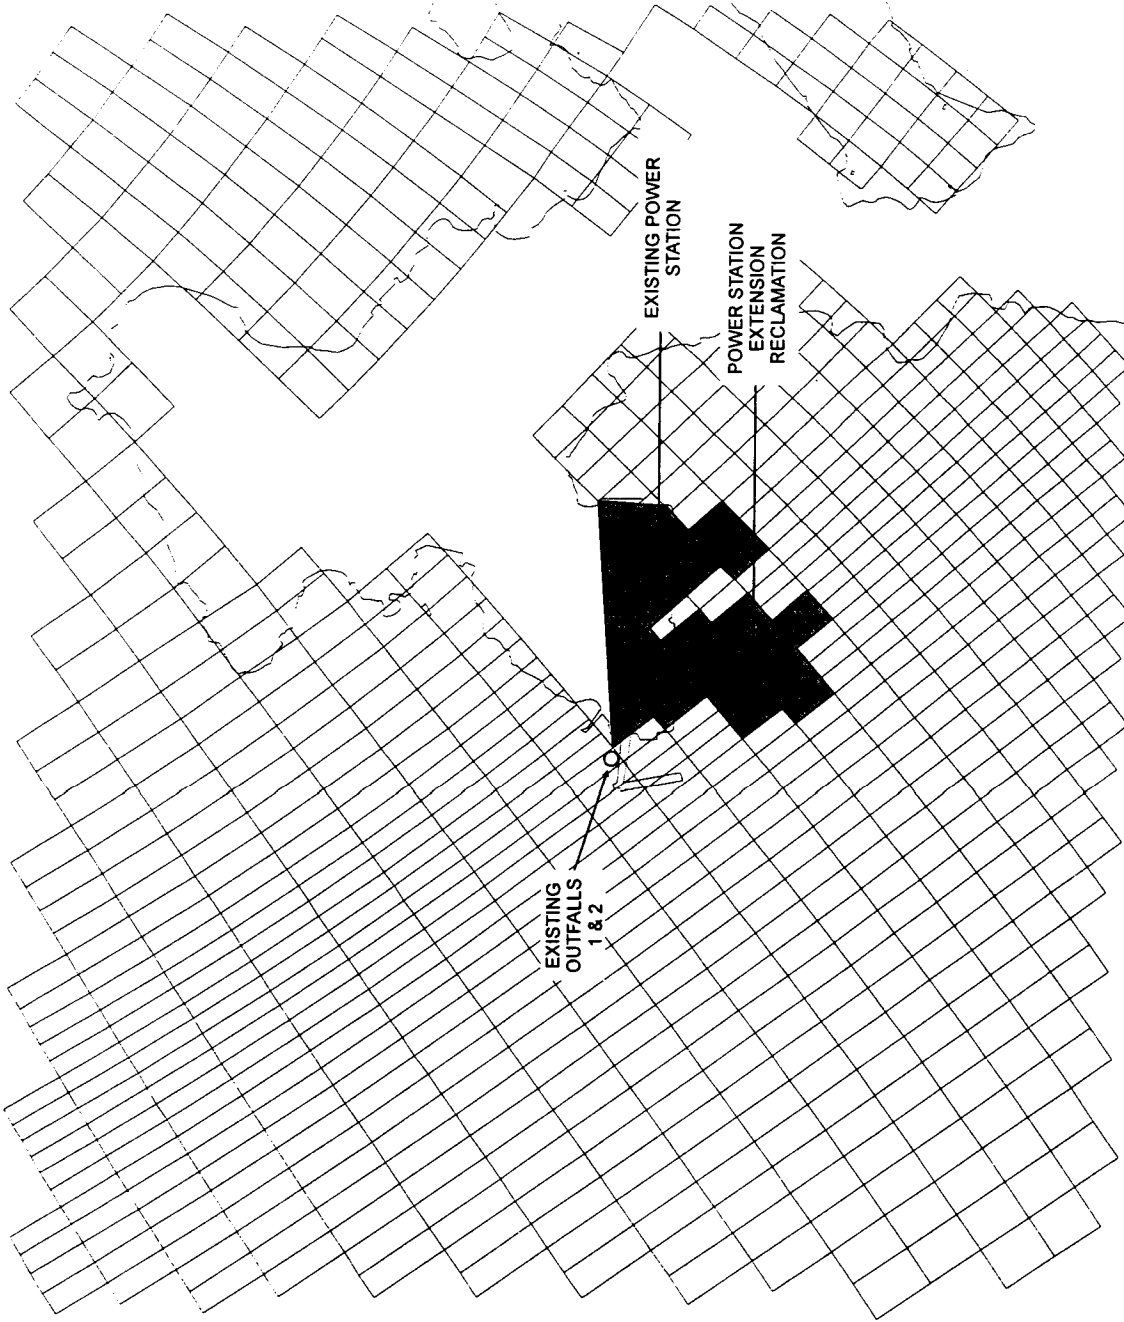 EXISTING POWER
STATION
POWER STATION
EXTENSION
RECLAMATION
EXISTING
OUTFALLS
1 & 2